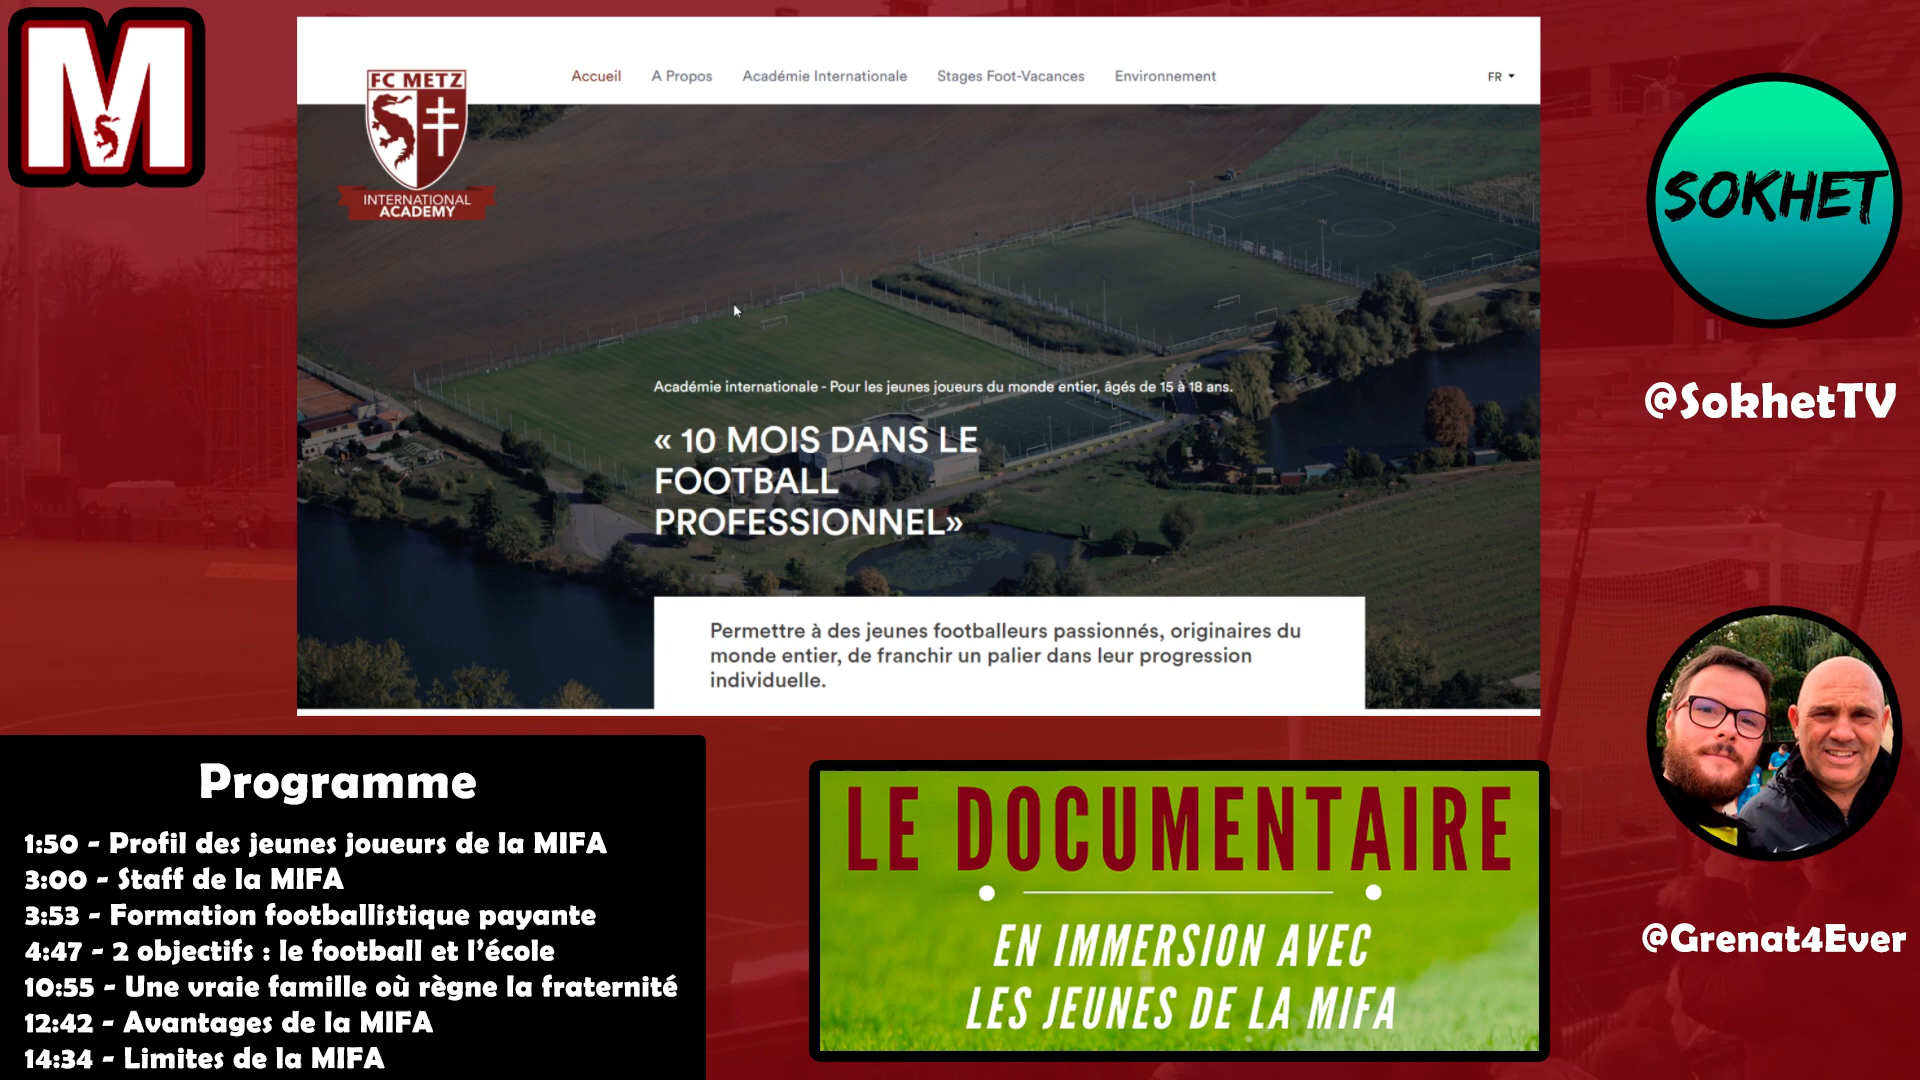 M
FC METZ
INTERNATIONAL
ACADEMY
Accueil
A Propos
Académie Internationale
Stages Foot-Vacances
Environnement
FR
Académie internationale - Pour les jeunes joueurs du monde entier, âgés de 15 à 18 ans.
« 10 MOIS DANS LE
FOOTBALL
PROFESSIONNEL»
Permettre à des jeunes footballeurs passionnés, originaires du
monde entier, de franchir un palier dans leur progression
individuelle.
SOKHET
@SokhetTV
@Grenat4Ever
Programme
1:50 - Profil des jeunes joueurs de la MIFA
3:00 - Staff de la MIFA
3:53 - Formation footballistique payante
4:47 - 2 objectifs : le football et l'école
10:55 - Une vraie famille où règne la fraternité
12:42 - Avantages de la MIFA
14:34 - Limites de la MIFA
LE DOCUMENTAIRE
EN IMMERSION AVEC
LES JEUNES DE LA MIFA